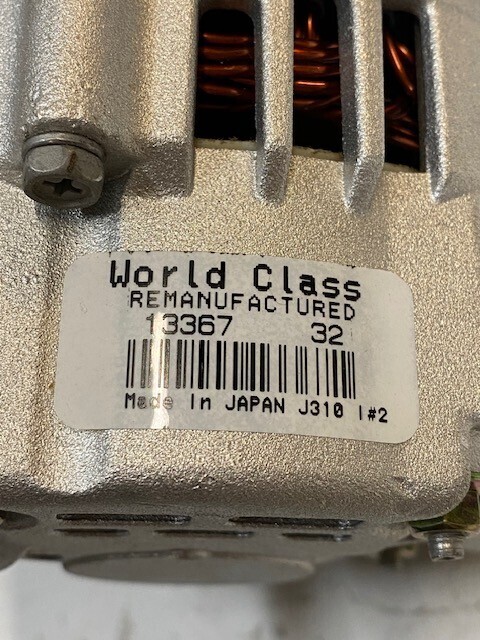 World Class
REMANUFACTURED
13367 32
Made In JAPAN J310 I#2